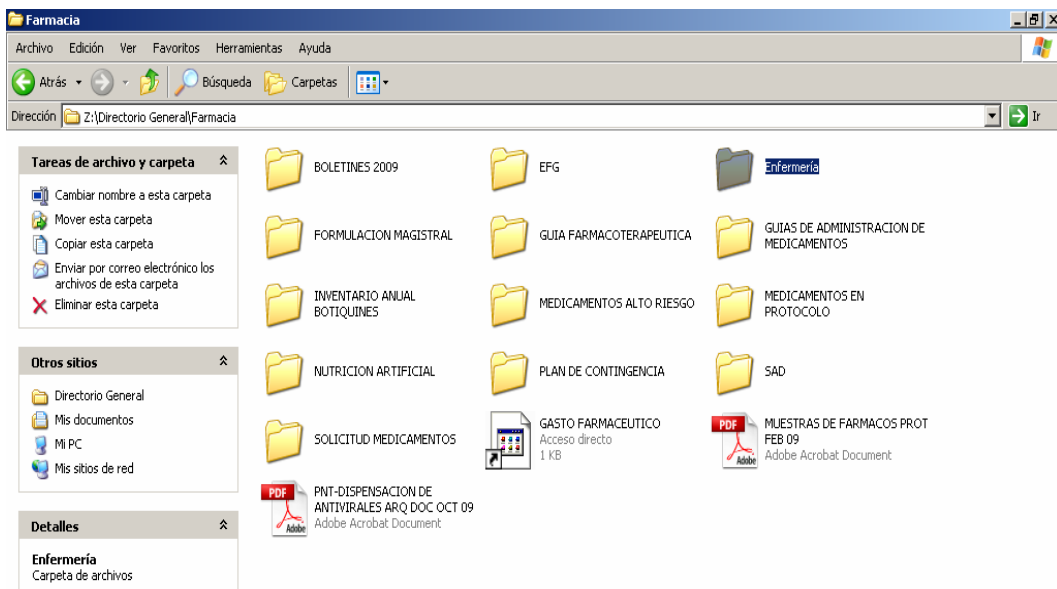 Farmacia
Archivo Edición Ver Favoritos Herramientas Ayuda
Atrás Búsqueda Carpetas
Dirección Z:\Directorio General\Farmacia Ir
Tareas de archivo y carpeta
Cambiar nombre a esta carpeta
Mover esta carpeta
Copiar esta carpeta
Enviar por correo electrónico los
archivos de esta carpeta
Eliminar esta carpeta
Otros sitios
Directorio General
Mis documentos
Mi PC
Mis sitios de red
Detalles
Enfermería
Carpeta de archivos
BOLETINES 2009
EFG
Enfermería
FORMULACION MAGISTRAL
GUIA FARMACOTERAPEUTICA
GUIAS DE ADMINISTRACION DE
MEDICAMENTOS
INVENTARIO ANUAL
BOTIQUINES
MEDICAMENTOS ALTO RIESGO
MEDICAMENTOS EN
PROTOCOLO
NUTRICION ARTIFICIAL
PLAN DE CONTINGENCIA
SAD
SOLICITUD MEDICAMENTOS
GASTO FARMACEUTICO
Acceso directo
1 KB
PDF
Adobe
MUESTRAS DE FARMACOS PROT
FEB 09
Adobe Acrobat Document
PDF
Adobe
PNT-DISPENSACION DE
ANTIVIRALES ARQ DOC OCT 09
Adobe Acrobat Document